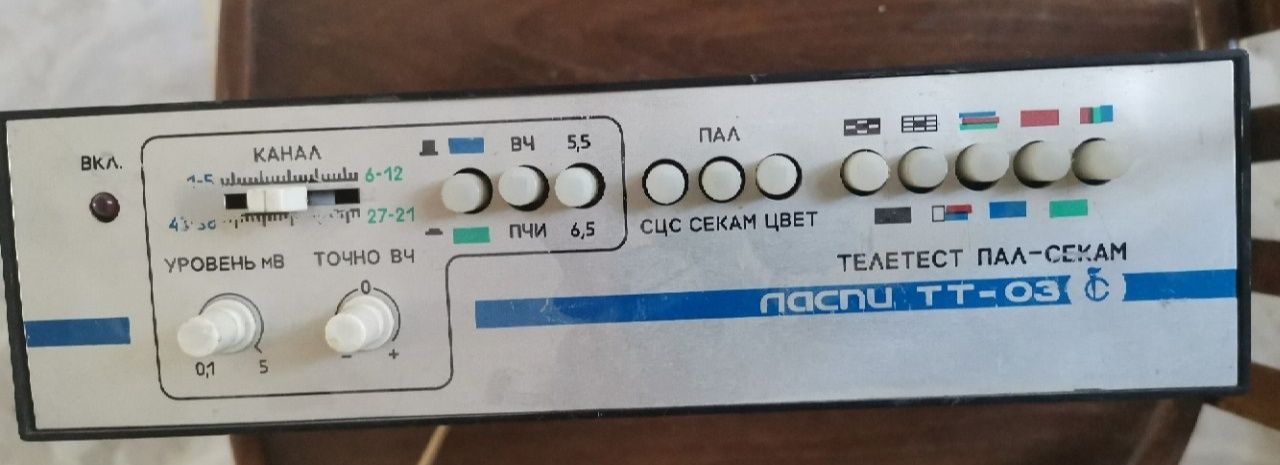 ВКЛ.
КАНАЛ
1-5 6-12
27-21
УРОВЕНЬ мВ ТОЧНО ВЧ
0,1 5
0
- +
ВЧ 5,5
ПЧИ 6,5
ПАЛ
СЦС СЕКАМ ЦВЕТ
ТЕЛЕТЕСТ ПАЛ-СЕКАМ
ласпи ТТ-03